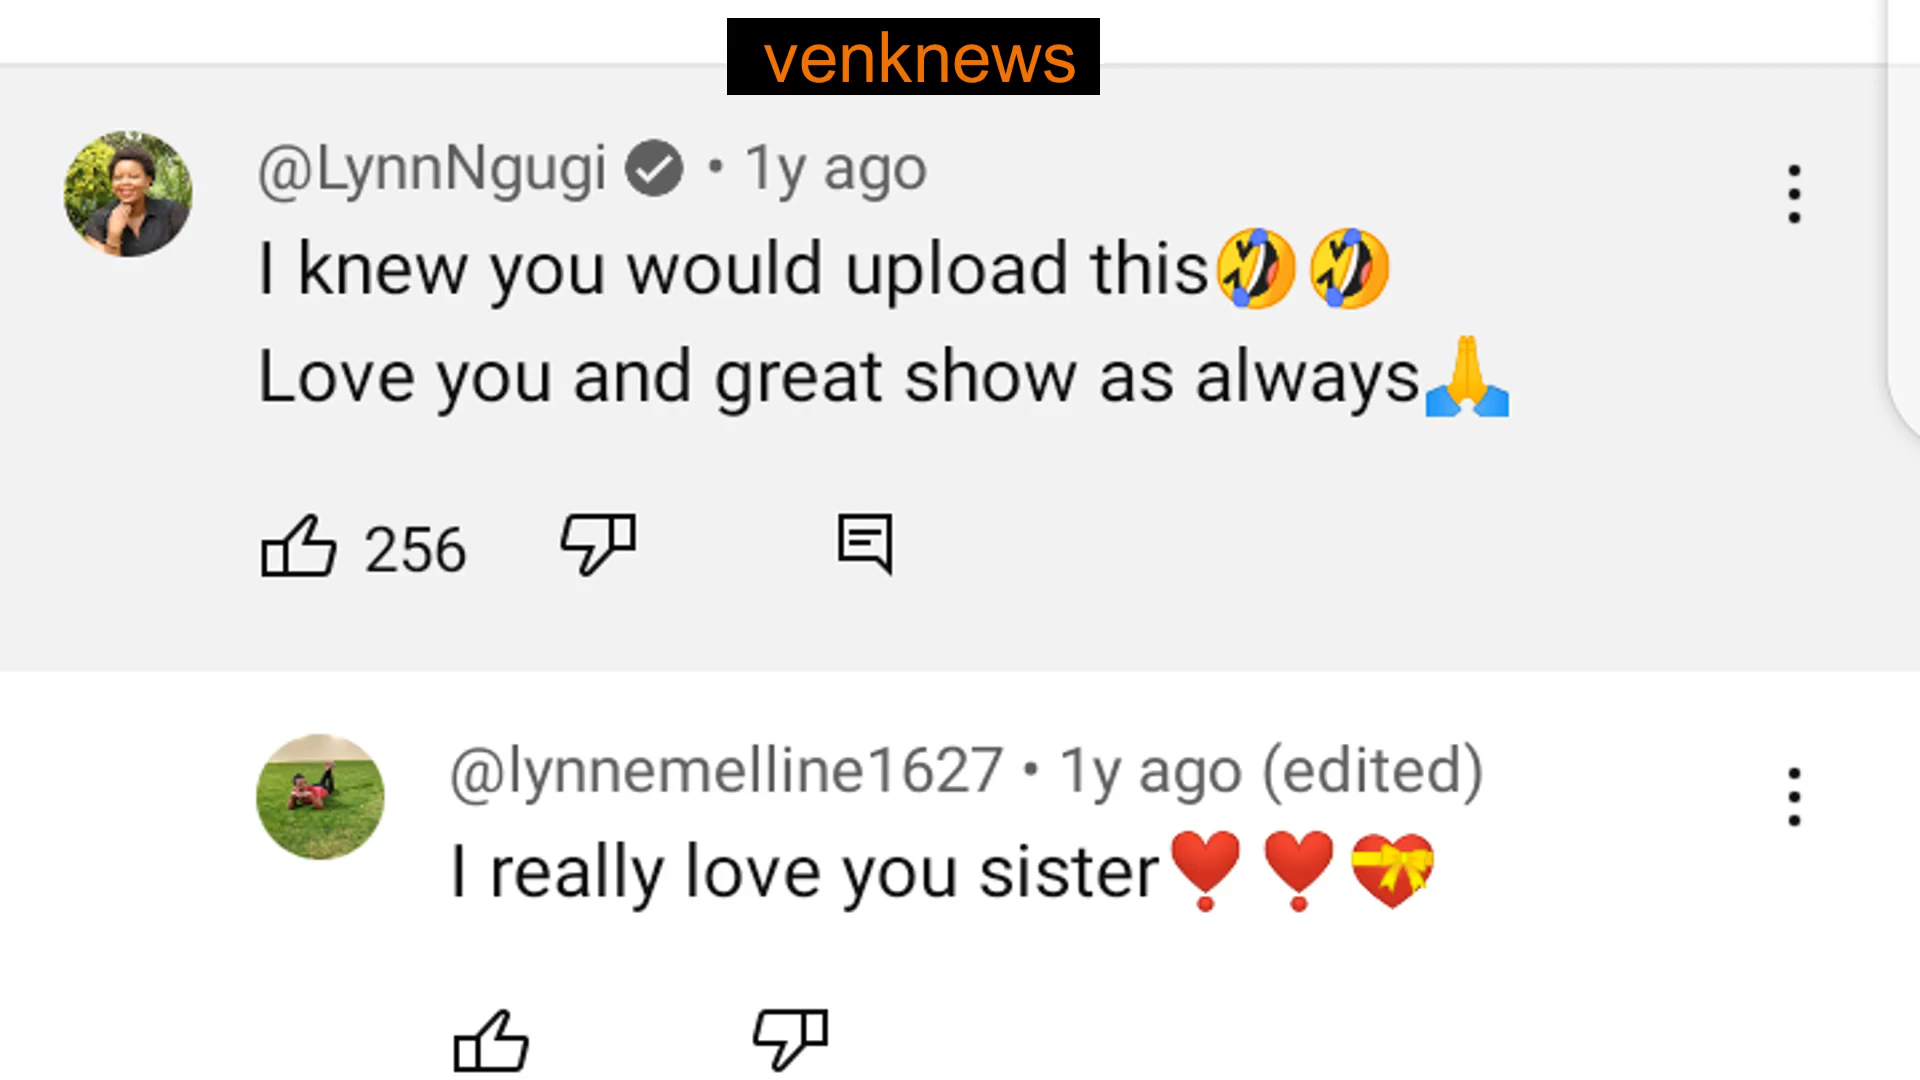 venknews
@LynnNgugi • 1y ago
I knew you would upload this🤣🤣
Love you and great show as always🙏
256
@lynnemelline1627 • 1y ago (edited)
I really love you sister❣️❣️💝